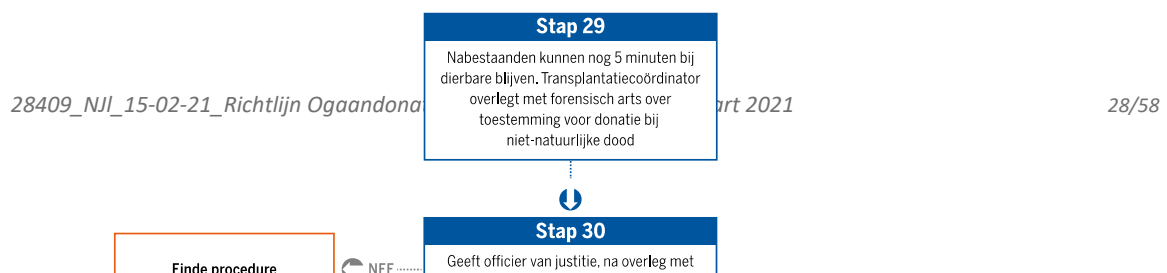 Stap 29
Nabestaanden kunnen nog 5 minuten bij
dierbare blijven. Transplantatiecoördinator
overlegt met forensisch arts over
toestemming voor donatie bij
niet-natuurlijke dood
28409_NJl_15-02-21_Richtlijn Ogaandona
art 2021
28/58
Stap 30
Geeft officier van justitie, na overleg met
NEE
Einde procedure